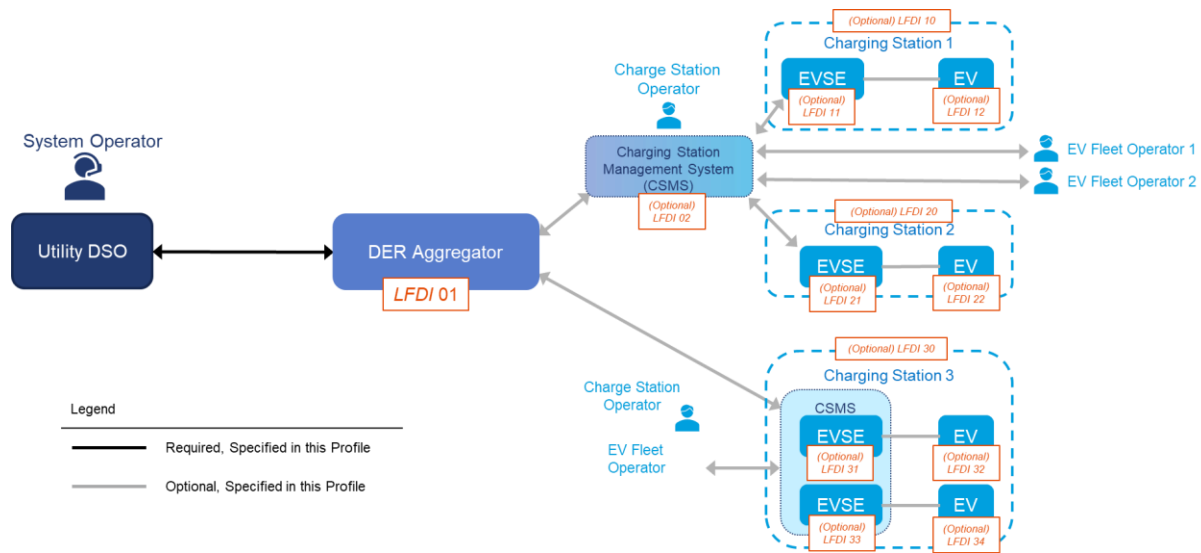 System Operator
Utility DSO
DER Aggregator
LFDI 01
Charge Station
Operator
Charging Station
Management System
(CSMS)
(Optional)
LFDI 02
(Optional) LFDI 10
Charging Station 1
EVSE
(Optional)
LFDI 11
EV
(Optional)
LFDI 12
EV Fleet Operator 1
EV Fleet Operator 2
(Optional) LFDI 20
Charging Station 2
EVSE
(Optional)
LFDI 21
EV
(Optional)
LFDI 22
(Optional) LFDI 30
Charging Station 3
Charge Station
Operator
EV Fleet
Operator
CSMS
EVSE
(Optional)
LFDI 31
EV
(Optional)
LFDI 32
EVSE
(Optional)
LFDI 33
EV
(Optional)
LFDI 34
Legend
Required, Specified in this Profile
Optional, Specified in this Profile